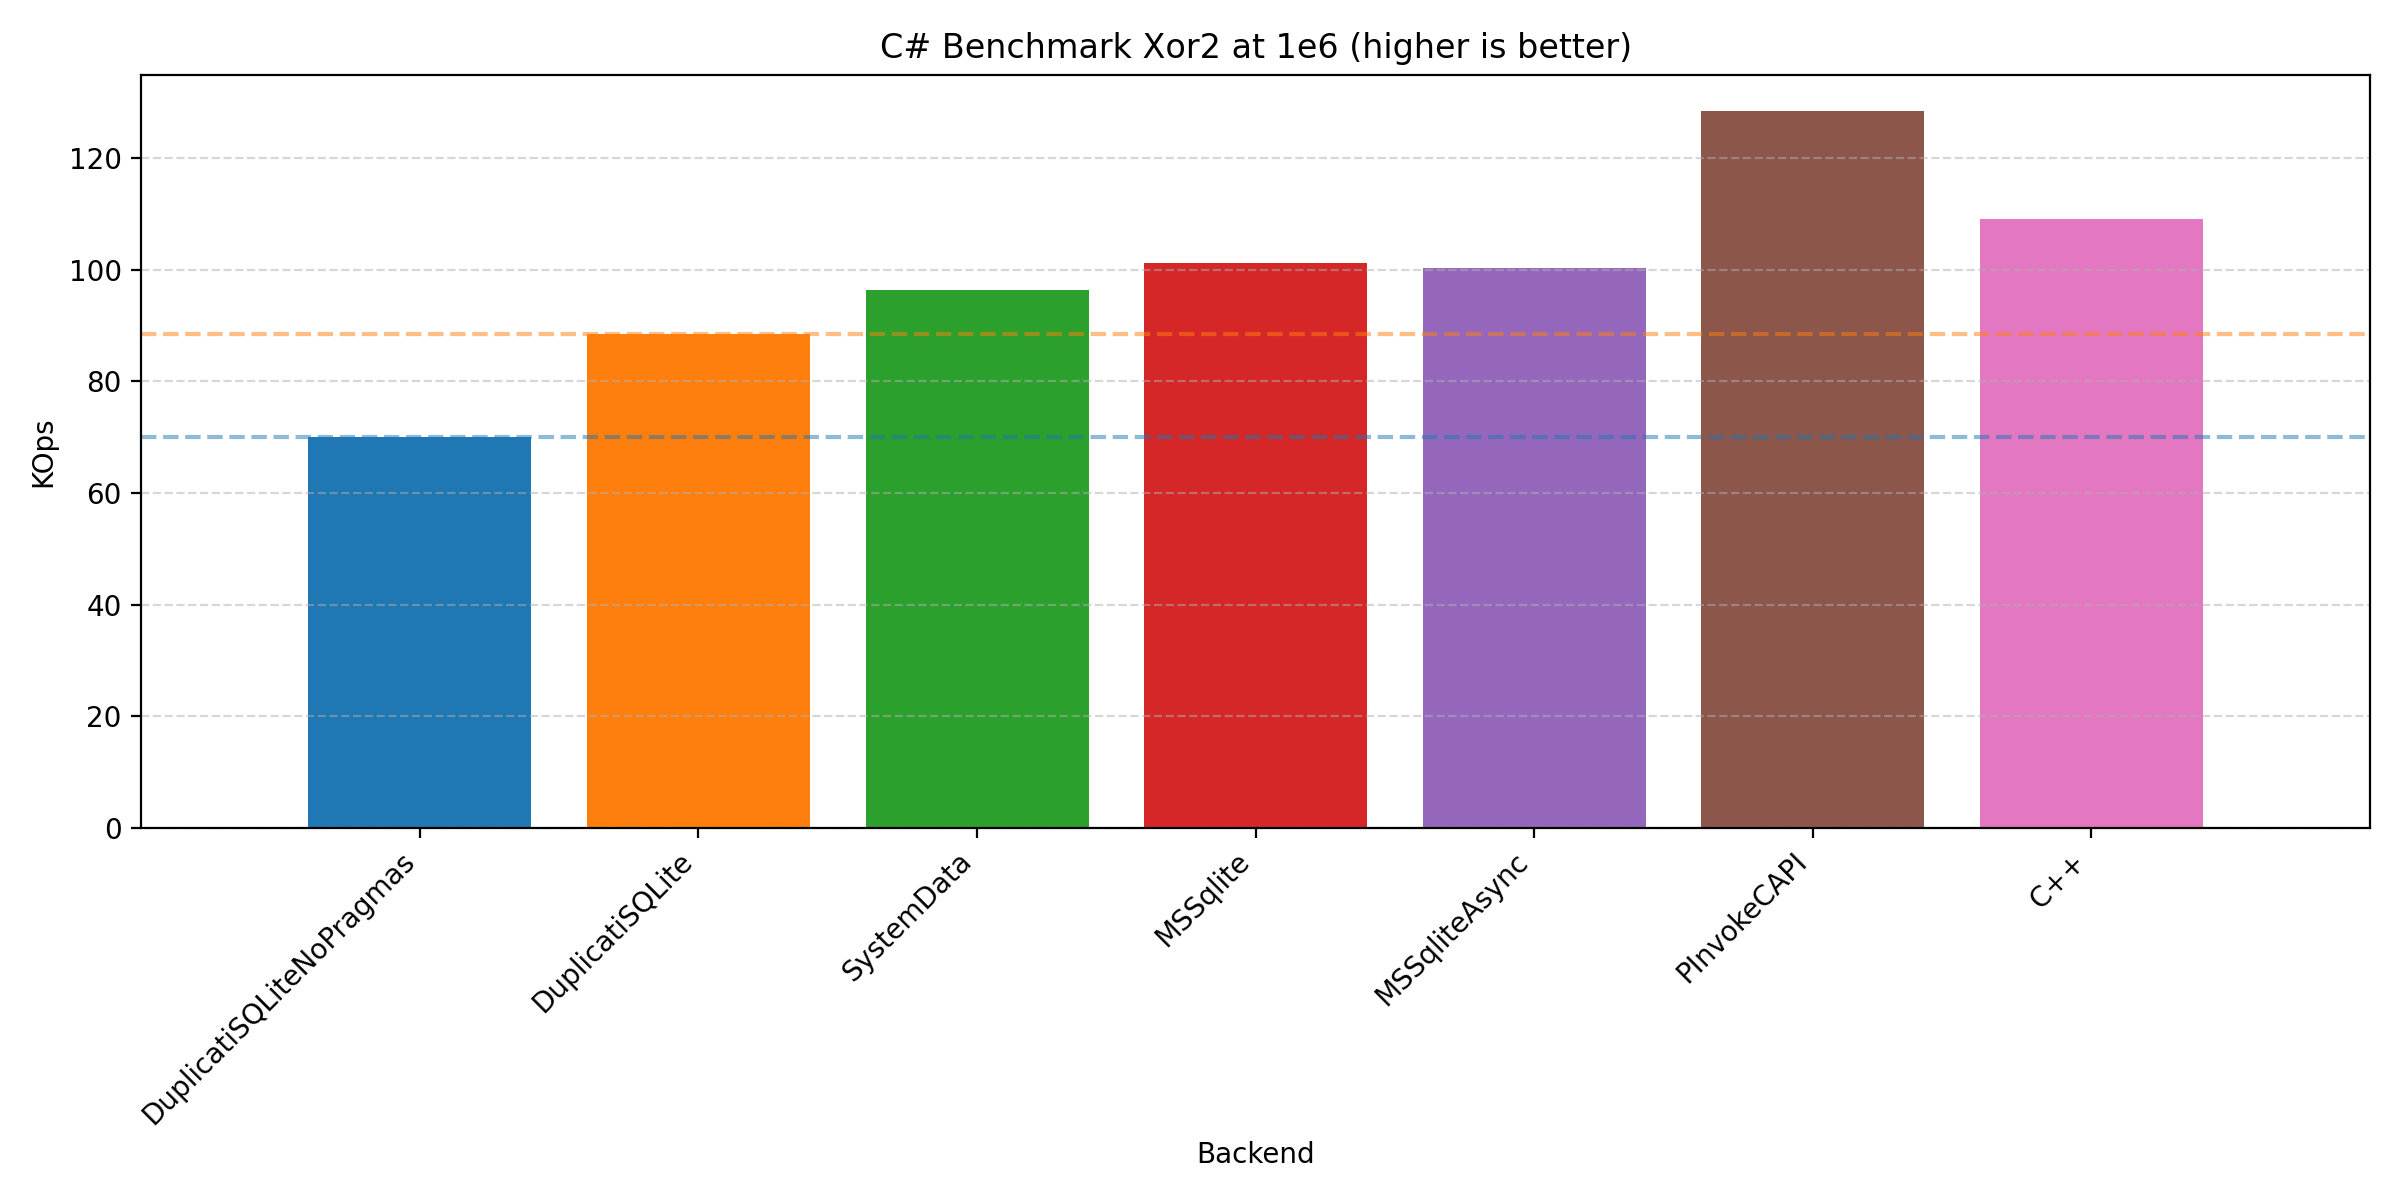 C# Benchmark Xor2 at 1e6 (higher is better)
KOps
120
100
80
60
40
20
0
DuplicatiSQLiteNoPragmas
DuplicatiSQLite
SystemData
MSSqlite
MSSqliteAsync
PInvokeCAPI
C++
Backend